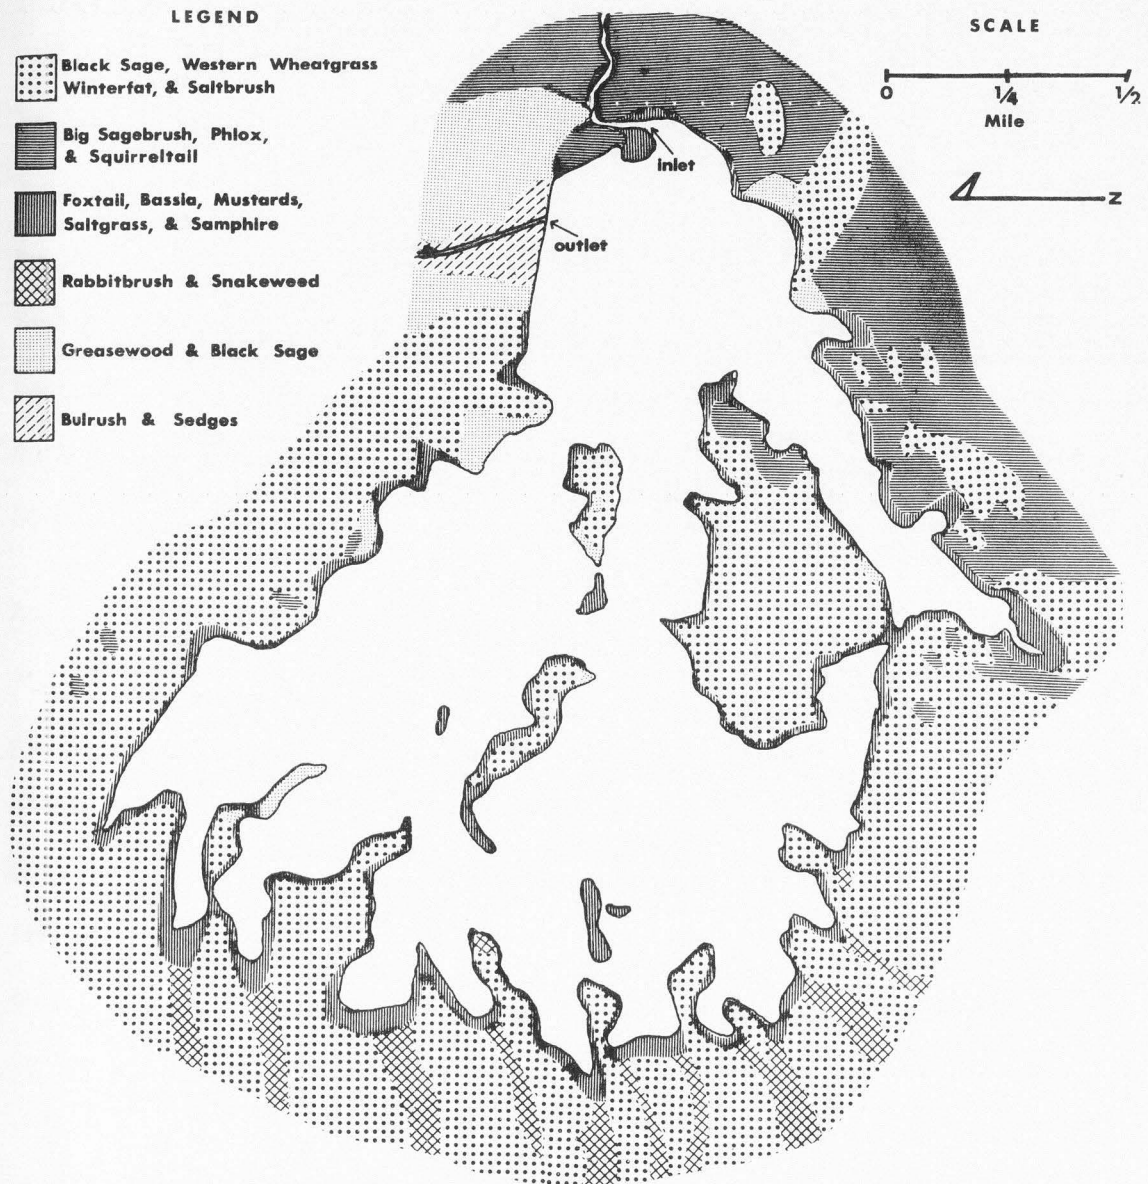 LEGEND
Black Sage, Western Wheatgrass
Winterfat, & Saltbrush
Big Sagebrush, Phlox,
& Squirreltail
Foxtail, Bassia, Mustards,
Saltgrass, & Samphire
Rabbitbrush & Snakeweed
Greasewood & Black Sage
Bulrush & Sedges
SCALE
0 1/4 1/2
Mile
N
inlet
outlet